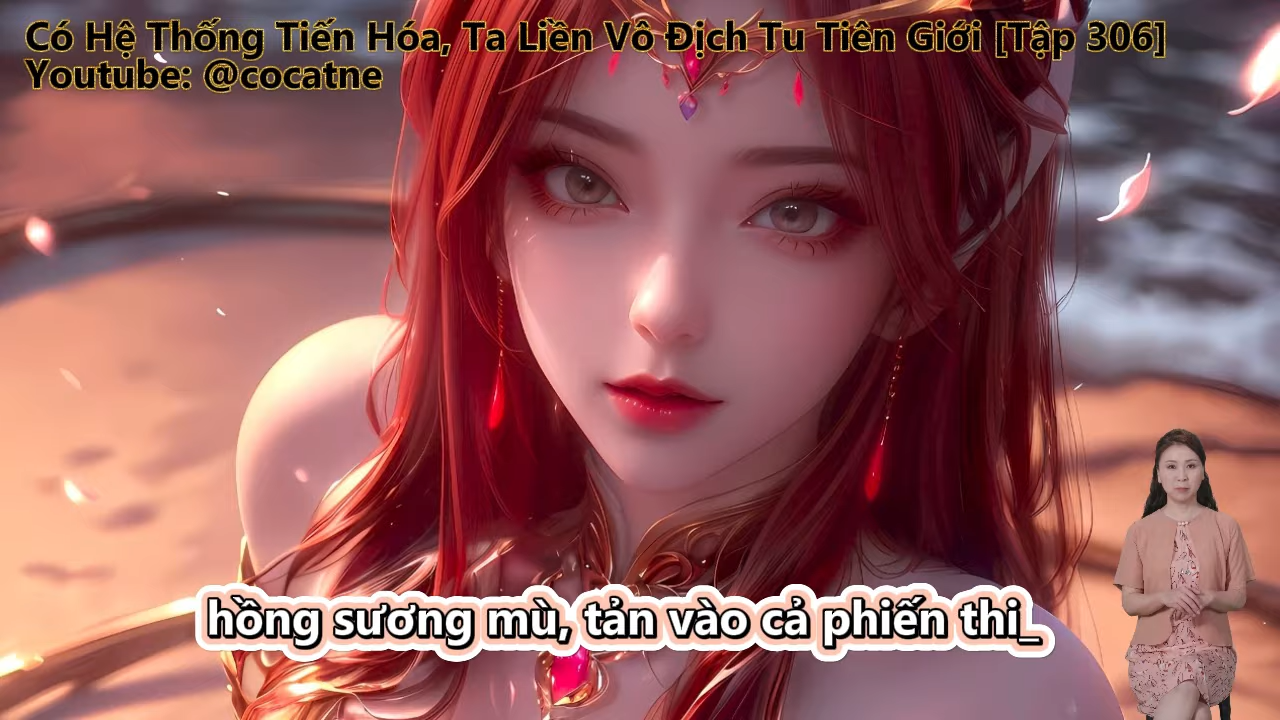 Có Hệ Thống Tiến Hóa, Ta Liền Vô Địch Tu Tiên Giới [Tập 306]
Youtube: @cocatne
hồng sương mù, tản vào cả phiến thi_